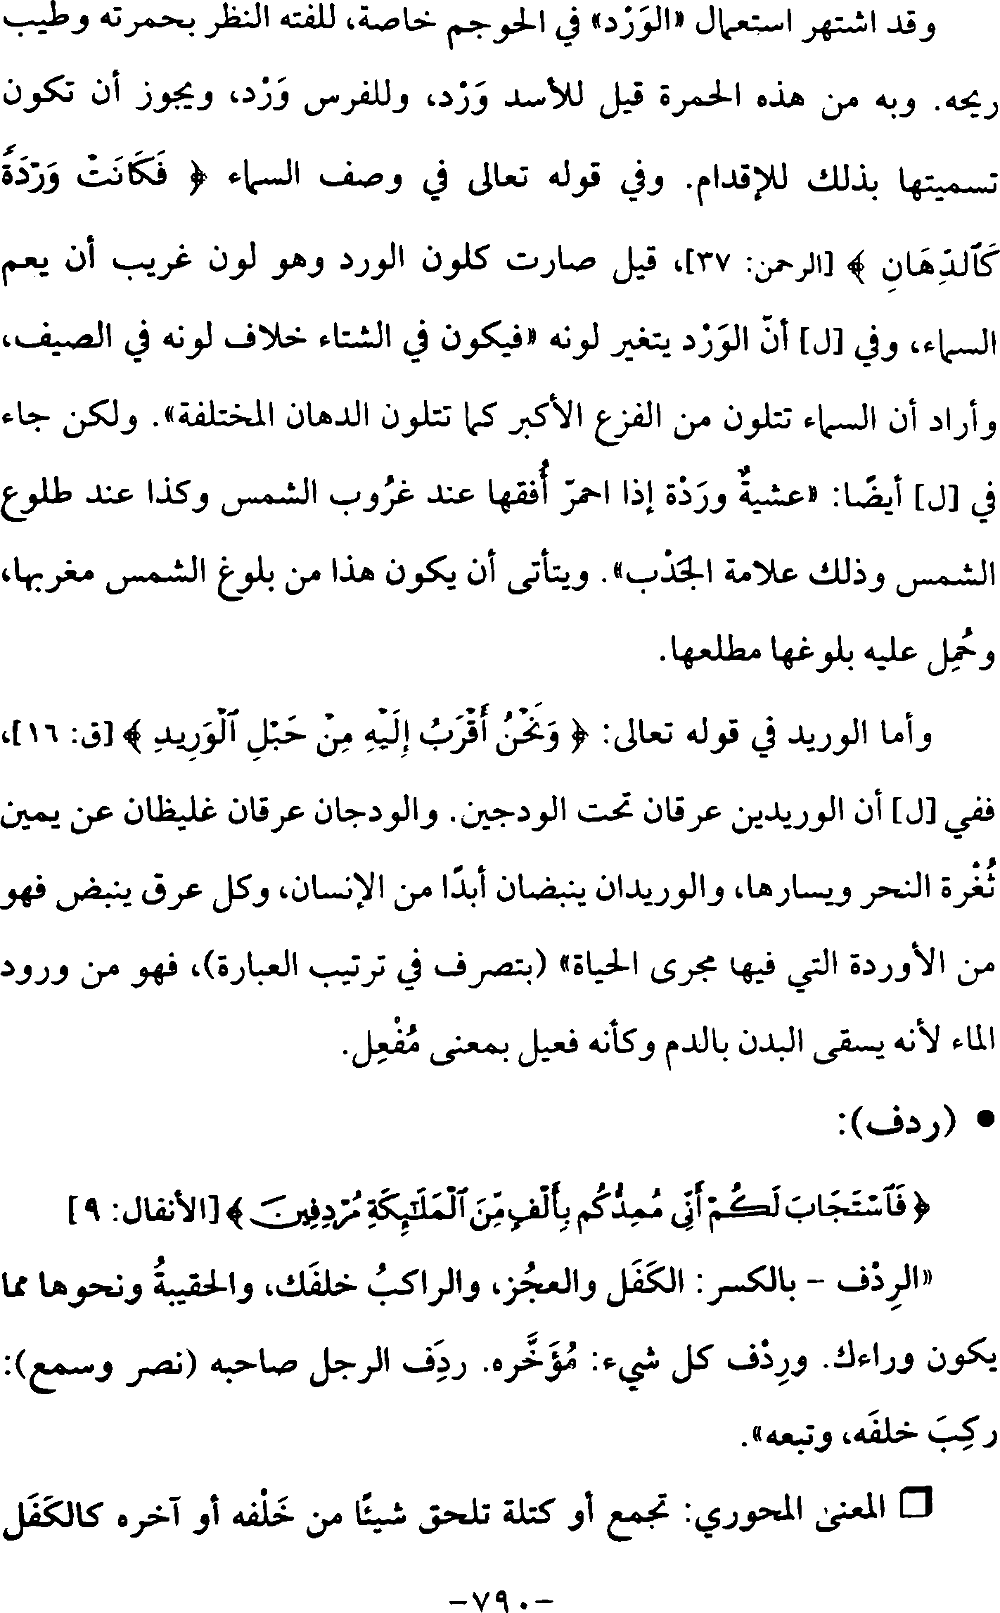 وقد اشتهر استعمال «الوَرْد» في الحوجم خاصة، للفته النظر بحمرته وطيب
ريحه. وبه من هذه الحمرة قيل للأسد وَرْد، وللفرس وَرْد، ويجوز أن تكون
تسميتها بذلك للإقدام. وفي قوله تعالى في وصف السماء ﴿ فَكَانَتْ وَرْدَةً
كَٱلدِّهَانِ ﴾ [الرحمن: ٣٧]، قيل صارت كلون الورد وهو لون غريب أن يعم
السماء، وفي [ل] أنّ الوَرْد يتغير لونه «فيكون في الشتاء خلاف لونه في الصيف،
وأراد أن السماء تتلون من الفزع الأكبر كما تتلون الدهان المختلفة». ولكن جاء
في [ل] أيضًا: «عشيةٌ ورَدْة إذا احمرّ أُفقها عند غرُوب الشمس وكذا عند طلوع
الشمس وذلك علامة الجَدْب». ويتأتى أن يكون هذا من بلوغ الشمس مغربها،
وحُمِل عليه بلوغها مطلعها.
وأما الوريد في قوله تعالى: ﴿ وَنَحْنُ أَقْرَبُ إِلَيْهِ مِنْ حَبْلِ ٱلْوَرِيدِ ﴾ [ق: ١٦]،
ففي [ل] أن الوريدين عرقان تحت الودجين. والودجان عرقان غليظان عن يمين
ثُغْرة النحر ويسارها، والوريدان ينبضان أبدًا من الإنسان، وكل عرق ينبض فهو
من الأوردة التي فيها مجرى الحياة» (بتصرف في ترتيب العبارة)، فهو من ورود
الماء لأنه يسقى البدن بالدم وكأنه فعيل بمعنى مُفْعِل.
• (ردف):
﴿ فَٱسْتَجَابَ لَكُمْ أَنِّي مُمِدُّكُم بِأَلْفٍ مِّنَ ٱلْمَلَٰٓئِكَةِ مُرْدِفِينَ ﴾ [الأنفال: ٩]
«الرِدْف - بالكسر: الكَفَل والعجُز، والراكبُ خلفَك، والحقيبةُ ونحوها مما
يكون وراءك. ورِدْف كل شيء: مُؤَخَّره. ردَِف الرجل صاحبه (نصر وسمع):
ركِبَ خلفَه، وتبعه».
❒ المعنى المحوري: تجمع أو كتلة تلحق شيئًا من خَلْفه أو آخره كالكَفَل
-٧٩٠-